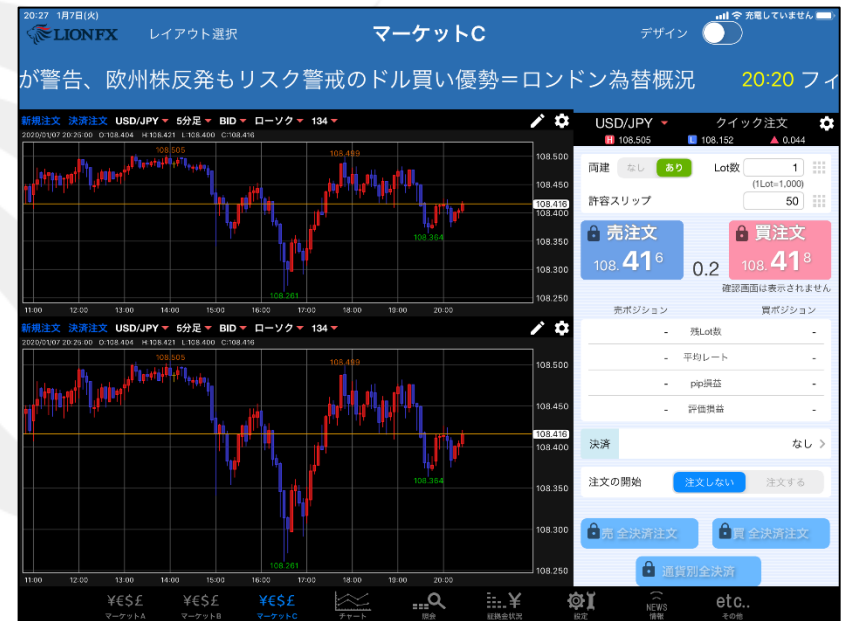 20:27 1月7日(火)
充電していません
LIONFX
レイアウト選択
マーケットC
デザイン
が警告、欧州株反発もリスク警戒のドル買い優勢＝ロンドン為替概況 20:20 フィ
新規注文 決済注文 USD/JPY 5分足 BID ローソク 134
2020/01/07 20:25:00 O:108.404 H:108.421 L:108.400 C:108.416
108.505
108.499
108.364
108.261
108.500
108.450
108.416
108.400
108.350
108.300
108.250
11:00 12:00 13:00 14:00 15:00 16:00 17:00 18:00 19:00 20:00
新規注文 決済注文 USD/JPY 5分足 BID ローソク 134
2020/01/07 20:25:00 O:108.404 H:108.421 L:108.400 C:108.416
108.505
108.499
108.364
108.261
108.500
108.450
108.416
108.400
108.350
108.300
108.250
11:00 12:00 13:00 14:00 15:00 16:00 17:00 18:00 19:00 20:00
USD/JPY クイック注文
H 108.505 L 108.152 ▲ 0.044
両建 なし あり Lot数 1
(1Lot=1,000)
許容スリップ 50
売注文 買注文
108.416 0.2 108.418
確認画面は表示されません
売ポジション 買ポジション
- 残Lot数 -
- 平均レート -
- pip損益 -
- 評価損益 -
決済 なし
注文の開始 注文しない 注文する
売 全決済注文 買 全決済注文
通貨別全決済
¥€$£ ¥€$£ ¥€$£
マーケットA マーケットB マーケットC チャート 照会 証拠金状況 設定 NEWS 情報 etc.. その他